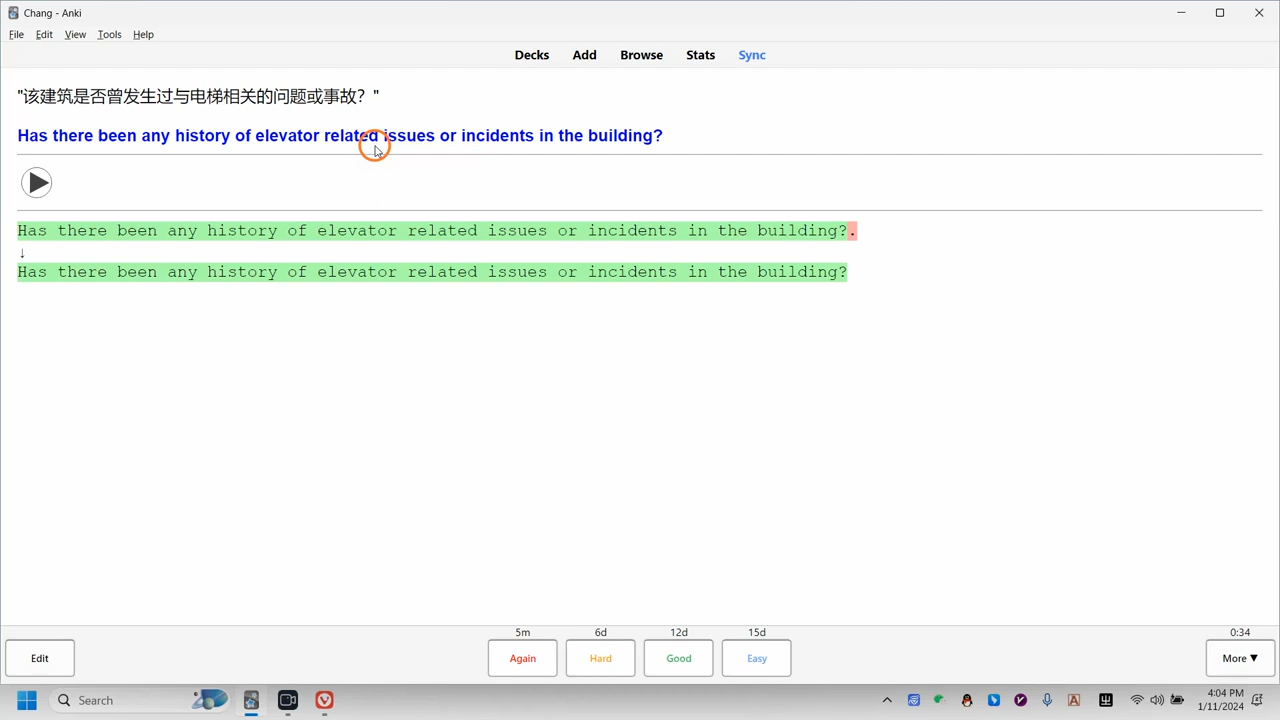 Chang - Anki
File Edit View Tools Help
Decks Add Browse Stats Sync
"该建筑是否曾发生过与电梯相关的问题或事故？"
Has there been any history of elevator related issues or incidents in the building?
Has there been any history of elevator related issues or incidents in the building?.
↓
Has there been any history of elevator related issues or incidents in the building?
5m 6d 12d 15d 0:34
Edit Again Hard Good Easy More ▼
Search 4:04 PM
1/11/2024